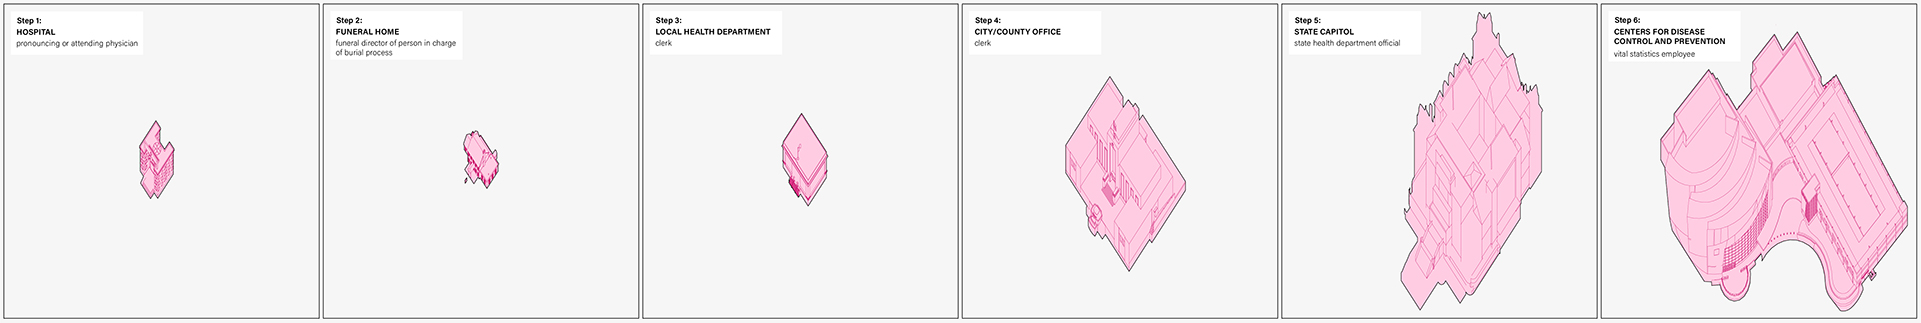 Step 1:
HOSPITAL
pronouncing or attending physician
Step 2:
FUNERAL HOME
funeral director of person in charge
of burial process
Step 3:
LOCAL HEALTH DEPARTMENT
clerk
Step 4:
CITY/COUNTY OFFICE
clerk
Step 5:
STATE CAPITOL
state health department official
Step 6:
CENTERS FOR DISEASE
CONTROL AND PREVENTION
vital statistics employee